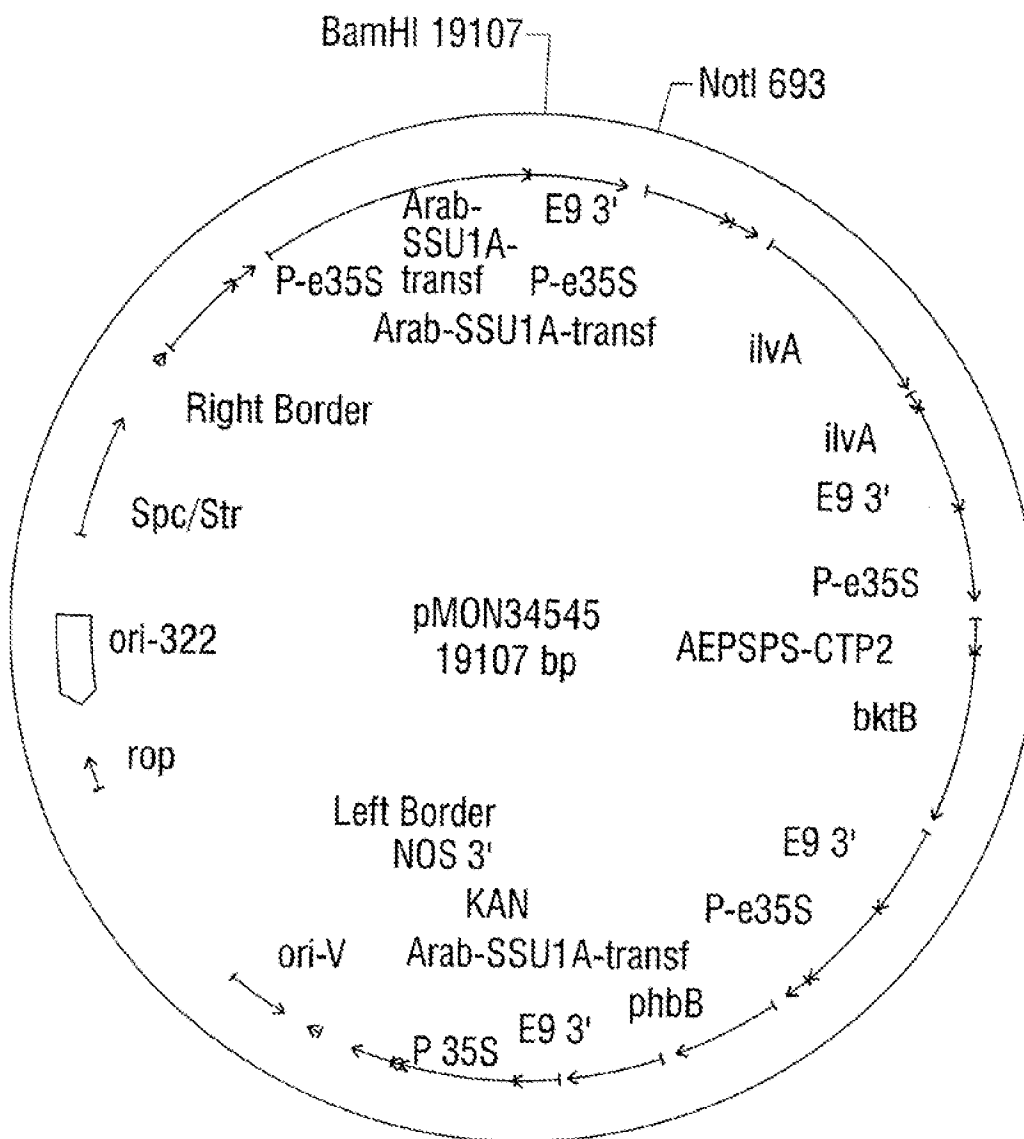 BamHI 19107
NotI 693
Arab-
SSU1A-
transf
E9 3'
P-e35S
P-e35S
Arab-SSU1A-transf
ilvA
Right Border
ilvA
E9 3'
Spc/Str
P-e35S
pMON34545
19107 bp
ori-322
AEPSPS-CTP2
bktB
rop
Left Border
NOS 3'
E9 3'
KAN
P-e35S
ori-V
Arab-SSU1A-transf
phbB
E9 3'
P 35S